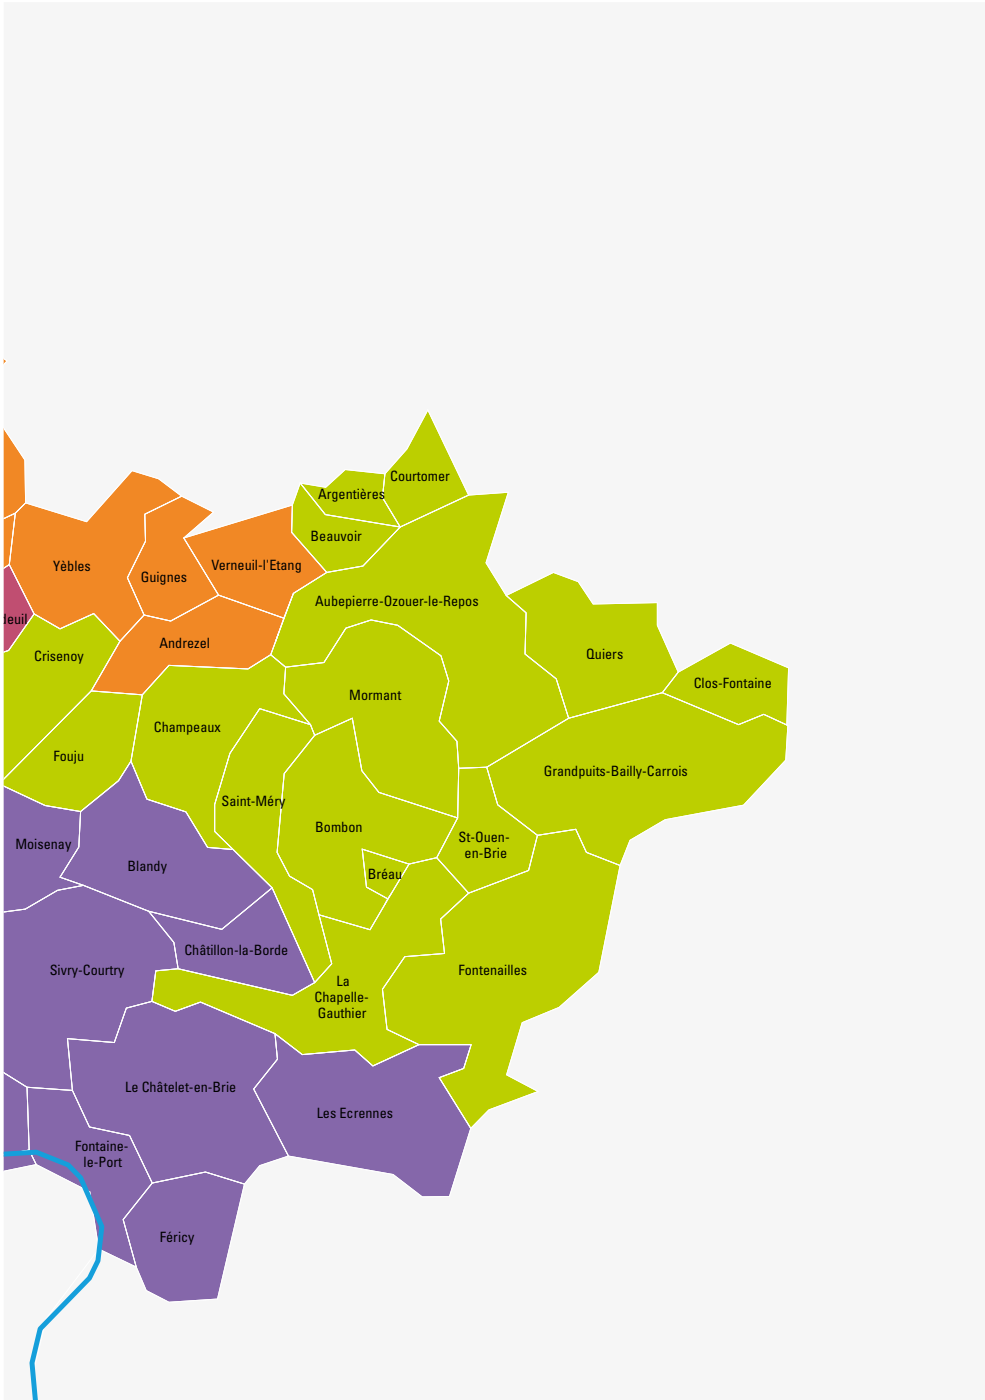 Courtomer
Argentières
Beauvoir
Yèbles
Verneuil-l'Etang
Guignes
Aubepierre-Ozouer-le-Repos
deuil
Andrezel
Crisenoy
Quiers
Clos-Fontaine
Mormant
Champeaux
Fouju
Grandpuits-Bailly-Carrois
Saint-Méry
Bombon
St-Ouen-
en-Brie
Moisenay
Blandy
Bréau
Châtillon-la-Borde
Sivry-Courtry
Fontenailles
La
Chapelle-
Gauthier
Le Châtelet-en-Brie
Les Ecrennes
Fontaine-
le-Port
Féricy